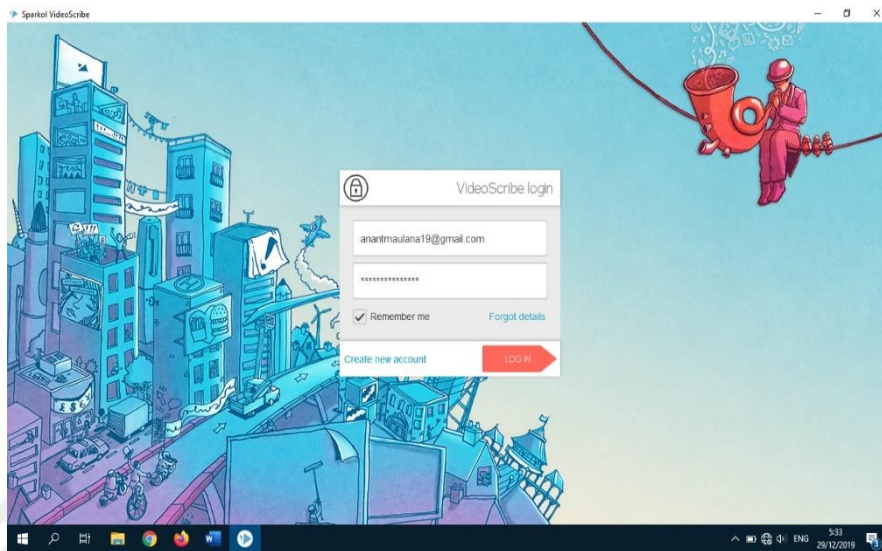 Sparkol VideoScribe
VideoScribe login
anantmaulana19@gmail.com
***************
Remember me
Forgot details
Create new account
LOG IN
ENG
5:33
29/12/2019